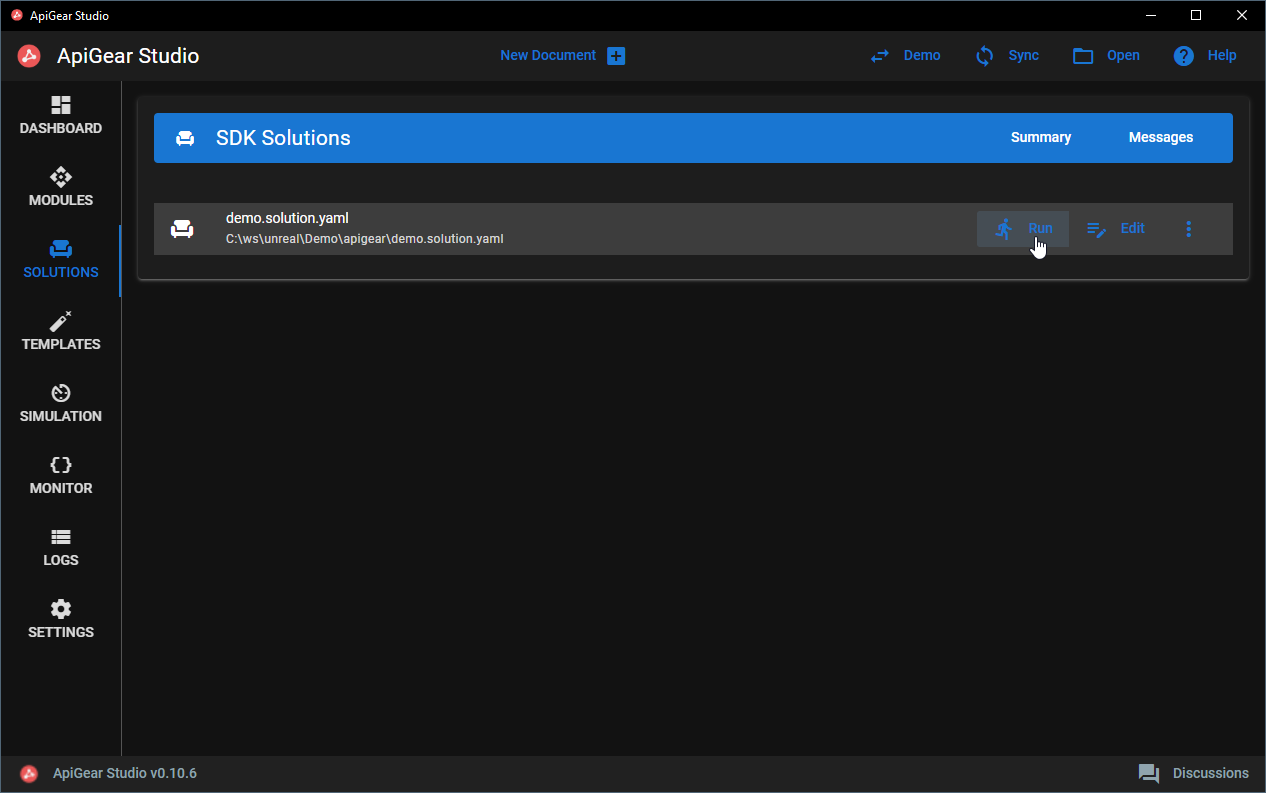 ApiGear Studio
ApiGear Studio
New Document
Demo
Sync
Open
Help
DASHBOARD
MODULES
SOLUTIONS
TEMPLATES
SIMULATION
MONITOR
LOGS
SETTINGS
SDK Solutions
Summary
Messages
demo.solution.yaml
C:\ws\unreal\Demo\apigear\demo.solution.yaml
Run
Edit
ApiGear Studio v0.10.6
Discussions